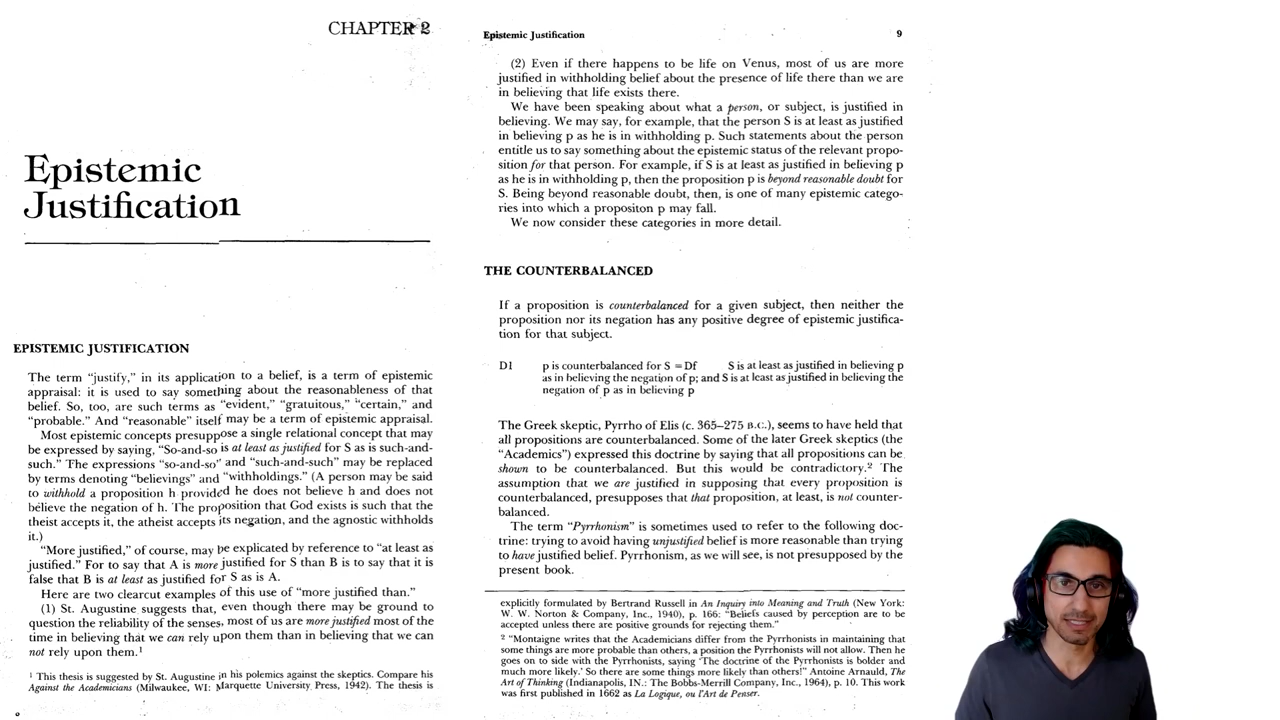 CHAPTER 2
Epistemic
Justification
EPISTEMIC JUSTIFICATION
The term “justify,” in its application to a belief, is a term of epistemic
appraisal: it is used to say something about the reasonableness of that
belief. So, too, are such terms as “evident,” “gratuitous,” “certain,” and
“probable.” And “reasonable” itself may be a term of epistemic appraisal.
Most epistemic concepts presuppose a single relational concept that may
be expressed by saying, “So-and-so is at least as justified for S as is such-and-
such.” The expressions “so-and-so” and “such-and-such” may be replaced
by terms denoting “believings” and “withholdings.” (A person may be said
to withhold a proposition h provided he does not believe h and does not
believe the negation of h. The proposition that God exists is such that the
theist accepts it, the atheist accepts its negation, and the agnostic withholds
it.)
“More justified,” of course, may be explicated by reference to “at least as
justified.” For to say that A is more justified for S than B is to say that it is
false that B is at least as justified for S as is A.
Here are two clearcut examples of this use of “more justified than.”
(1) St. Augustine suggests that, even though there may be ground to
question the reliability of the senses, most of us are more justified most of the
time in believing that we can rely upon them than in believing that we can
not rely upon them.1
1 This thesis is suggested by St. Augustine in his polemics against the skeptics. Compare his
Against the Academicians (Milwaukee, WI: Marquette University Press, 1942). The thesis is
8
Epistemic Justification 9
(2) Even if there happens to be life on Venus, most of us are more
justified in withholding belief about the presence of life there than we are
in believing that life exists there.
We have been speaking about what a person, or subject, is justified in
believing. We may say, for example, that the person S is at least as justified
in believing p as he is in withholding p. Such statements about the person
entitle us to say something about the epistemic status of the relevant propo-
sition for that person. For example, if S is at least as justified in believing p
as he is in withholding p, then the proposition p is beyond reasonable doubt for
S. Being beyond reasonable doubt, then, is one of many epistemic catego-
ries into which a propositon p may fall.
We now consider these categories in more detail.
THE COUNTERBALANCED
If a proposition is counterbalanced for a given subject, then neither the
proposition nor its negation has any positive degree of epistemic justifica-
tion for that subject.
D1 p is counterbalanced for S =Df S is at least as justified in believing p
as in believing the negation of p; and S is at least as justified in believing the
negation of p as in believing p
The Greek skeptic, Pyrrho of Elis (c. 365–275 B.C.), seems to have held that
all propositions are counterbalanced. Some of the later Greek skeptics (the
“Academics”) expressed this doctrine by saying that all propositions can be
shown to be counterbalanced. But this would be contradictory.2 The
assumption that we are justified in supposing that every proposition is
counterbalanced, presupposes that that proposition, at least, is not counter-
balanced.
The term “Pyrrhonism” is sometimes used to refer to the following doc-
trine: trying to avoid having unjustified belief is more reasonable than trying
to have justified belief. Pyrrhonism, as we will see, is not presupposed by the
present book.
explicitly formulated by Bertrand Russell in An Inquiry into Meaning and Truth (New York:
W. W. Norton & Company, Inc., 1940), p. 166: “Beliefs caused by perception are to be
accepted unless there are positive grounds for rejecting them.”
2 “Montaigne writes that the Academicians differ from the Pyrrhonists in maintaining that
some things are more probable than others, a position the Pyrrhonists will not allow. Then he
goes on to side with the Pyrrhonists, saying ‘The doctrine of the Pyrrhonists is bolder and
much more likely.’ So there are some things more likely than others!” Antoine Arnauld, The
Art of Thinking (Indianapolis, IN.: The Bobbs-Merrill Company, Inc., 1964), p. 10. This work
was first published in 1662 as La Logique, ou l’Art de Penser.